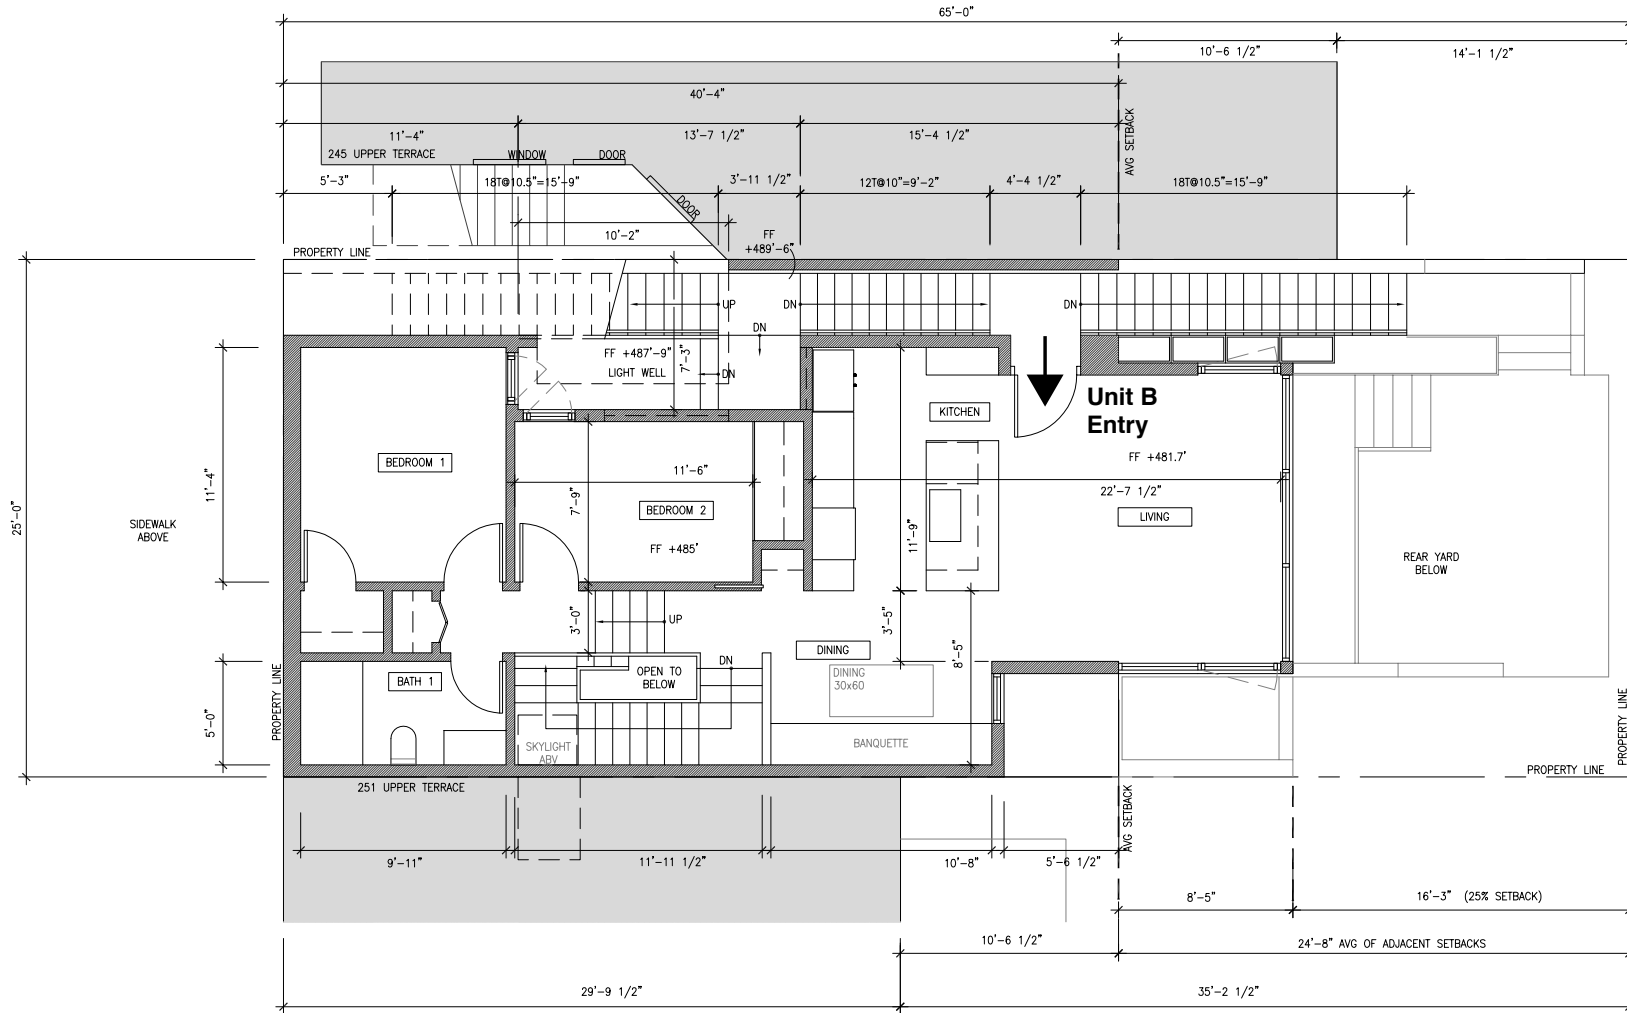 65'-0"
10'-6 1/2"
14'-1 1/2"
40'-4"
11'-4"
13'-7 1/2"
15'-4 1/2"
AVG SETBACK
245 UPPER TERRACE
WINDOW
DOOR
5'-3"
18T@10.5"=15'-9"
3'-11 1/2"
12T@10"=9'-2"
4'-4 1/2"
18T@10.5"=15'-9"
DOOR
10'-2"
FF
+489'-6"
PROPERTY LINE
UP
DN
DN
DN
FF +487'-9"
LIGHT WELL
7'-3"
DN
Unit B
Entry
KITCHEN
BEDROOM 1
FF +481.7'
11'-6"
22'-7 1/2"
11'-4"
7'-9"
BEDROOM 2
LIVING
25'-0"
SIDEWALK
ABOVE
FF +485'
11'-9"
REAR YARD
BELOW
3'-0"
UP
3'-5"
DINING
8'-5"
DN
OPEN TO
BELOW
DINING
30x60
BATH 1
PROPERTY LINE
5'-0"
SKYLIGHT
ABV
BANQUETTE
PROPERTY LINE
PROPERTY LINE
251 UPPER TERRACE
AVG SETBACK
9'-11"
11'-11 1/2"
10'-8"
5'-6 1/2"
8'-5"
16'-3" (25% SETBACK)
10'-6 1/2"
24'-8" AVG OF ADJACENT SETBACKS
29'-9 1/2"
35'-2 1/2"